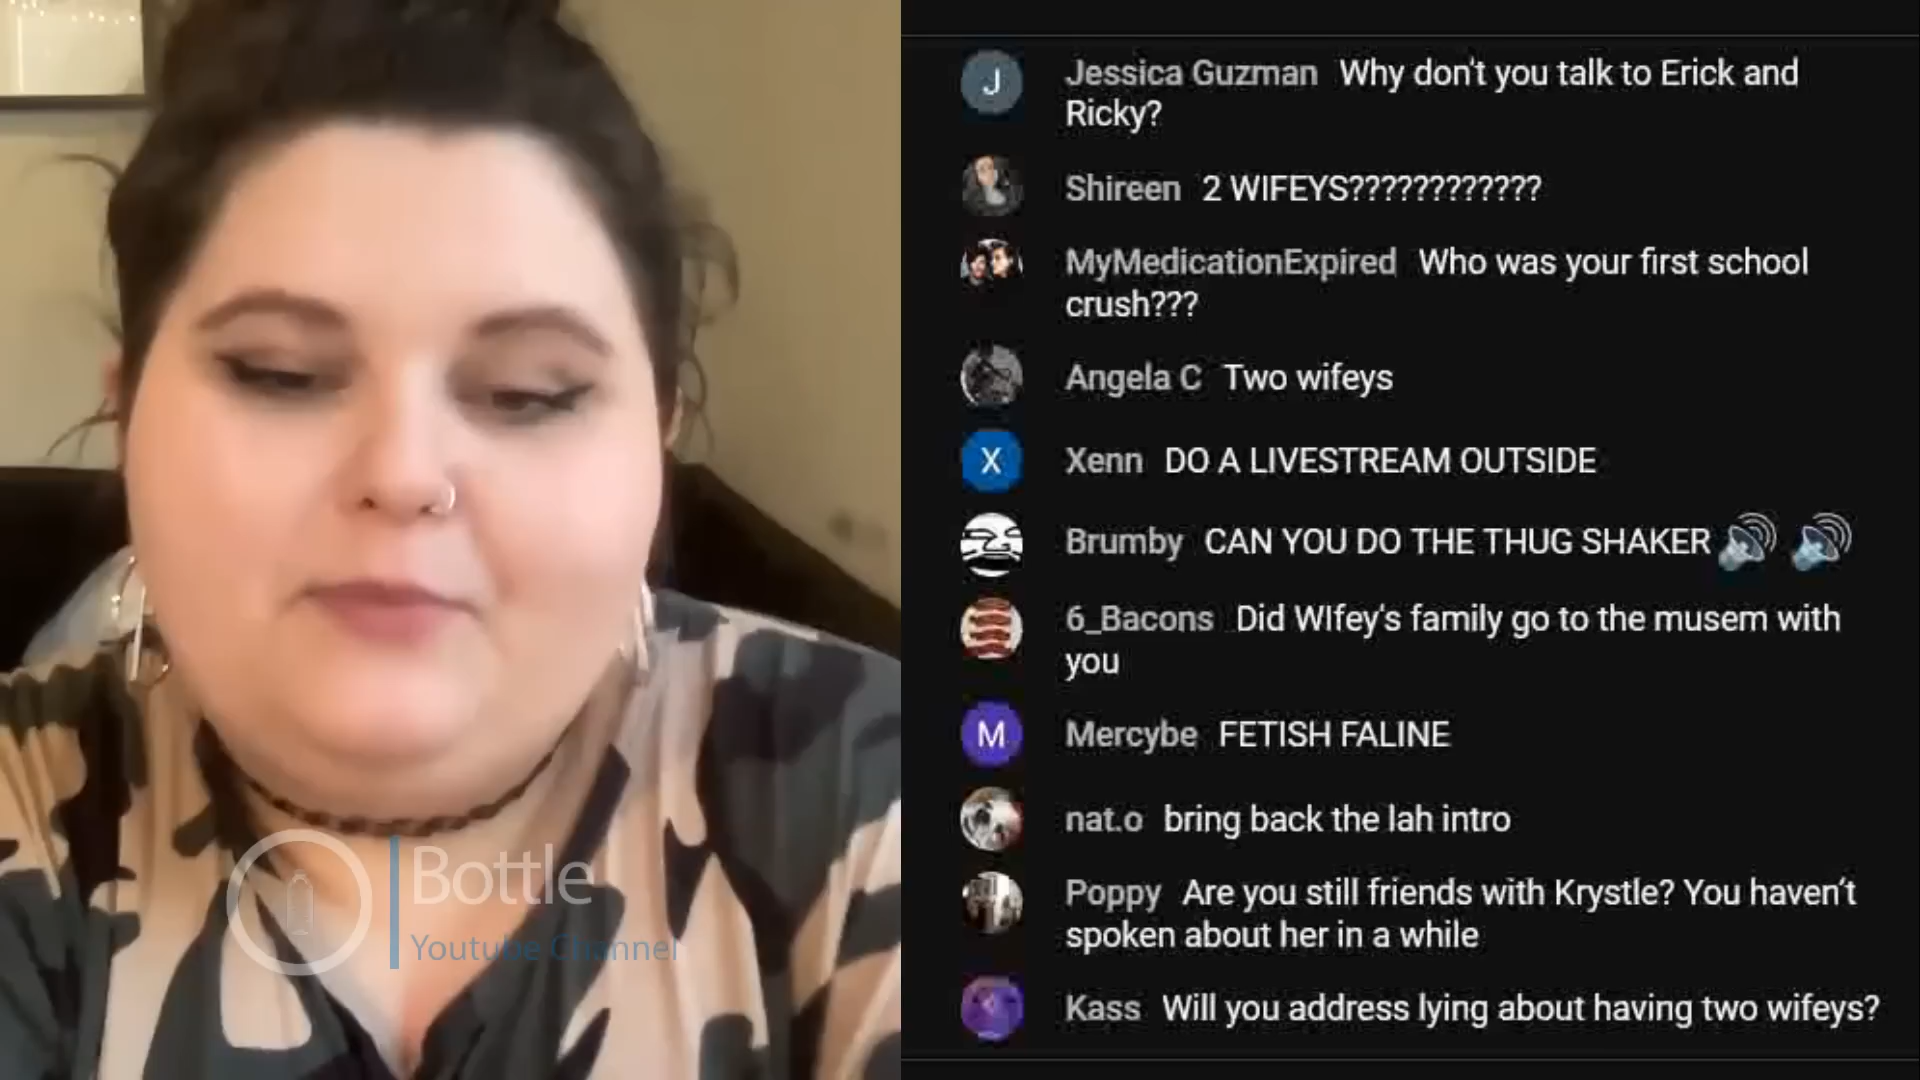 Jessica Guzman Why don't you talk to Erick and
Ricky?
Shireen 2 WIFEYS????????????
MyMedicationExpired Who was your first school
crush???
Angela C Two wifeys
X Xenn DO A LIVESTREAM OUTSIDE
Brumby CAN YOU DO THE THUG SHAKER
6_Bacons Did WIfey's family go to the musem with
you
M Mercybe FETISH FALINE
nat.o bring back the lah intro
Poppy Are you still friends with Krystle? You haven't
spoken about her in a while
Kass Will you address lying about having two wifeys?
Bottle
Youtube Channel